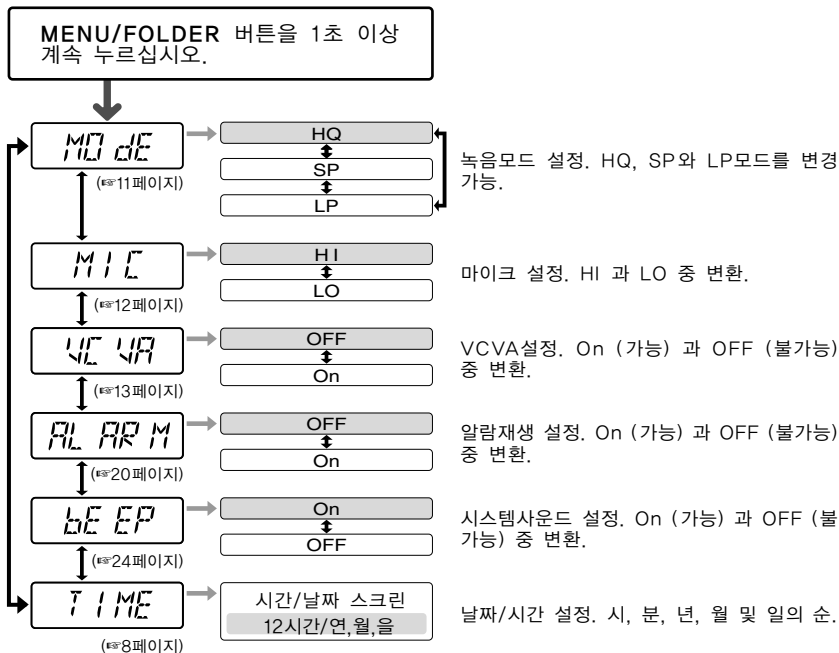 MENU/FOLDER 버튼을 1초 이상
계속 누르십시오.
MO dE
(☞11페이지)
HQ
SP
LP
녹음모드 설정. HQ, SP와 LP모드를 변경
가능.
MIC
(☞12페이지)
HI
LO
마이크 설정. HI 과 LO 중 변환.
VC VA
(☞13페이지)
OFF
On
VCVA설정. On (가능) 과 OFF (불가능)
중 변환.
AL AR M
(☞20페이지)
OFF
On
알람재생 설정. On (가능) 과 OFF (불가능)
중 변환.
bE EP
(☞24페이지)
On
OFF
시스템사운드 설정. On (가능) 과 OFF (불
가능) 중 변환.
TIME
(☞8페이지)
시간/날짜 스크린
12시간/연,월,을
날짜/시간 설정. 시, 분, 년, 월 및 일의 순.